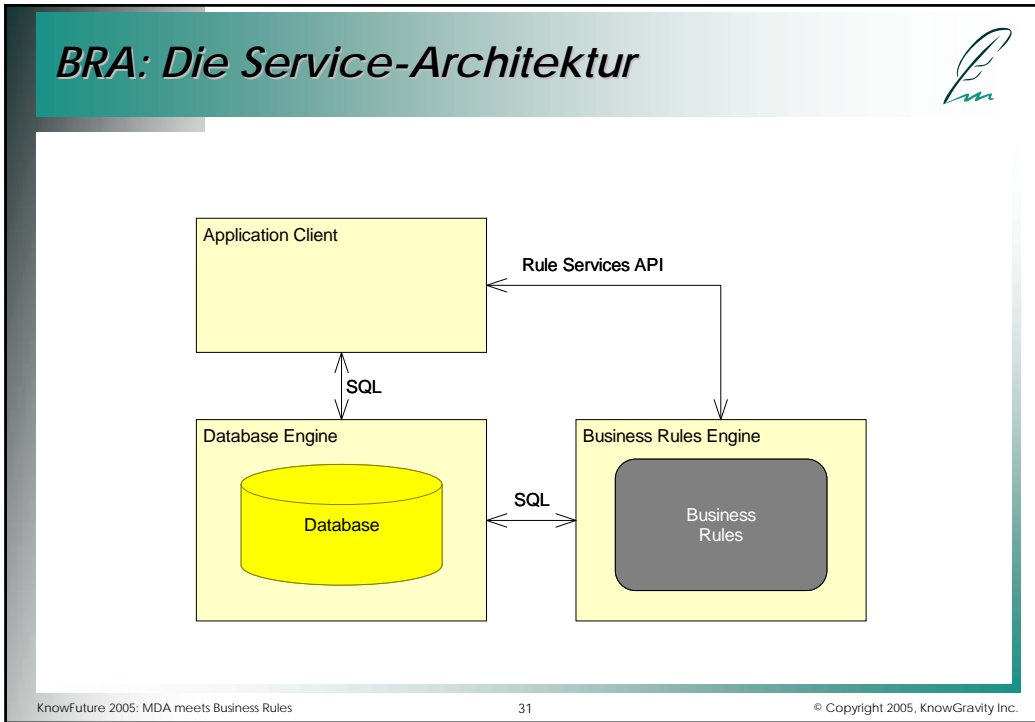 BRA: Die Service-Architektur
Application Client
Rule Services API
SQL
Database Engine
Database
SQL
Business Rules Engine
Business
Rules
KnowFuture 2005: MDA meets Business Rules
31
© Copyright 2005, KnowGravity Inc.